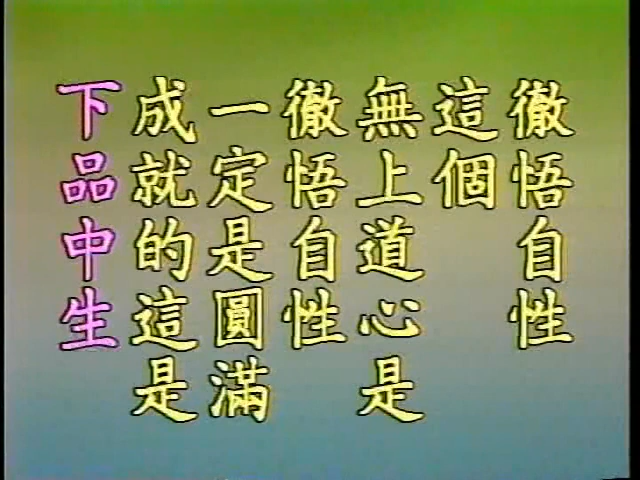 徹悟自性
這個
無上道心是
徹悟自性
一定是圓滿
成就的這是
下品中生